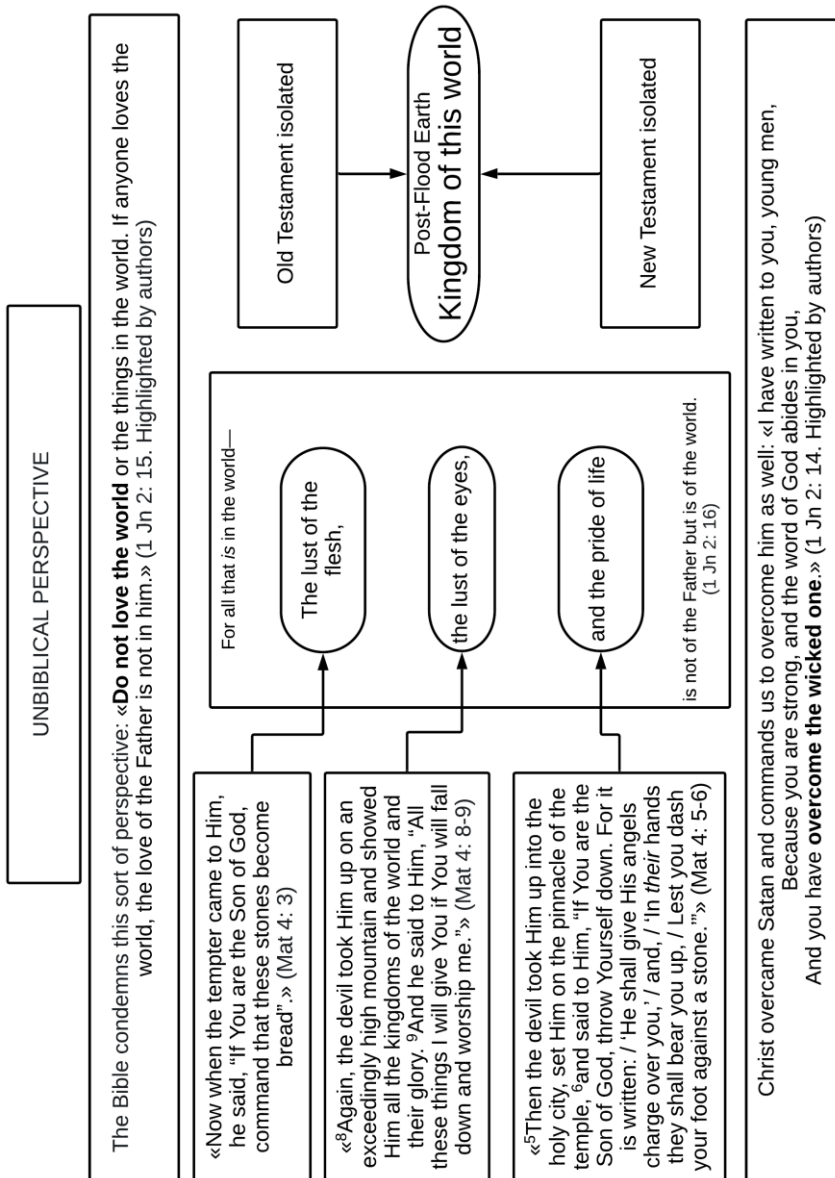 UNBIBLICAL PERSPECTIVE
The Bible condemns this sort of perspective: «Do not love the world or the things in the world. If anyone loves the
world, the love of the Father is not in him.» (1 Jn 2: 15. Highlighted by authors)
«Now when the tempter came to Him,
he said, “If You are the Son of God,
command that these stones become
bread”.» (Mat 4: 3)
«⁸Again, the devil took Him up on an
exceedingly high mountain and showed
Him all the kingdoms of the world and
their glory. ⁹And he said to Him, “All
these things I will give You if You will fall
down and worship me.”» (Mat 4: 8-9)
«⁵Then the devil took Him up into the
holy city, set Him on the pinnacle of the
temple, ⁶and said to Him, “If You are the
Son of God, throw Yourself down. For it
is written: / ‘He shall give His angels
charge over you,’ / and, / ‘In their hands
they shall bear you up, / Lest you dash
your foot against a stone.’”» (Mat 4: 5-6)
For all that is in the world—
The lust of the
flesh,
the lust of the eyes,
and the pride of life
is not of the Father but is of the world.
(1 Jn 2: 16)
Old Testament isolated
Post-Flood Earth
Kingdom of this world
New Testament isolated
Christ overcame Satan and commands us to overcome him as well: «I have written to you, young men,
Because you are strong, and the word of God abides in you,
And you have overcome the wicked one.» (1 Jn 2: 14. Highlighted by authors)